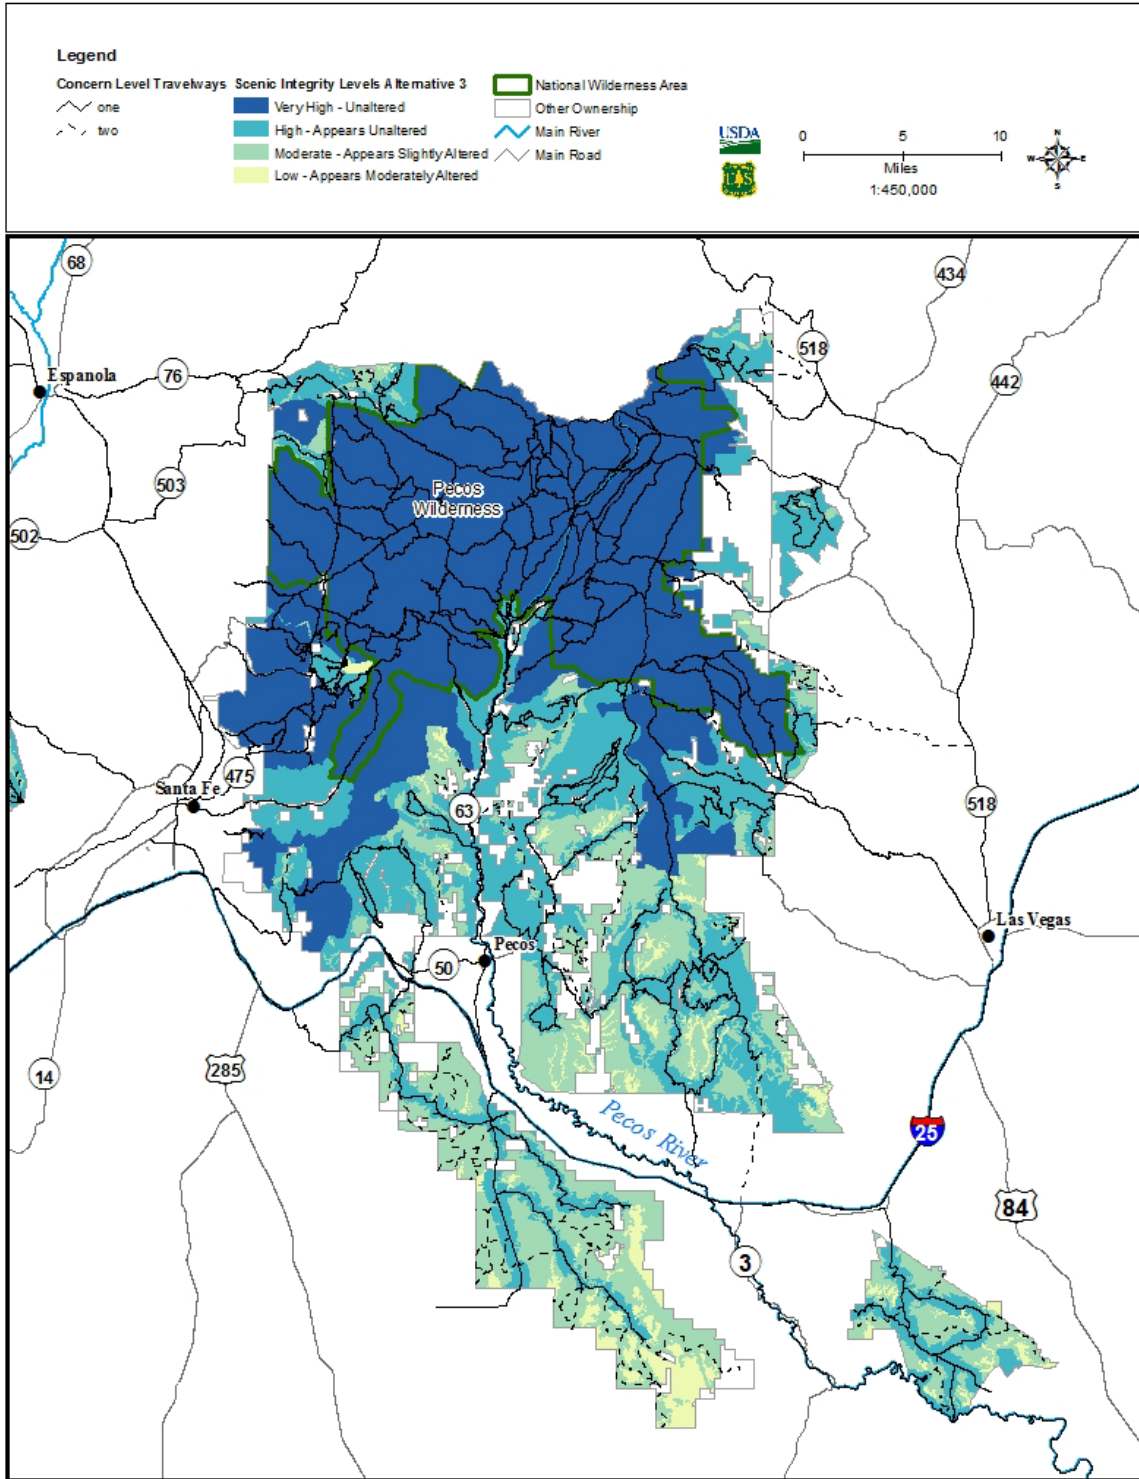 Legend
Concern Level Travelways
one
two
Scenic Integrity Levels Alternative 3
Very High - Unaltered
High - Appears Unaltered
Moderate - Appears Slightly Altered
Low - Appears Moderately Altered
National Wilderness Area
Other Ownership
Main River
Main Road
USDA
U S
0 5 10
Miles
1:450,000
N
W E
S
68
434
518
Espanola
76
442
503
Pecos
Wilderness
502
475
Santa Fe
63
518
Las Vegas
Pecos
50
14
285
Pecos River
25
84
3